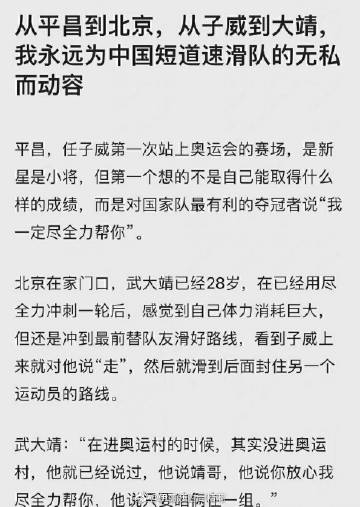 从平昌到北京，从子威到大靖，
我永远为中国短道速滑队的无私
而动容
平昌，任子威第一次站上奥运会的赛场，是新
星是小将，但第一个想的不是自己能取得什么
样的成绩，而是对国家队最有利的夺冠者说“我
一定尽全力帮你”。
北京在家门口，武大靖已经28岁，在已经用尽
全力冲刺一轮后，感觉到自己体力消耗巨大，
但还是冲到最前替队友滑好路线，看到子威上
来就对他说“走”，然后就滑到后面封住另一个
运动员的路线。
武大靖：“在进奥运村的时候，其实没进奥运
村，他就已经说过，他说靖哥，他说你放心我
尽全力帮你，他说只要咱俩在一组。”